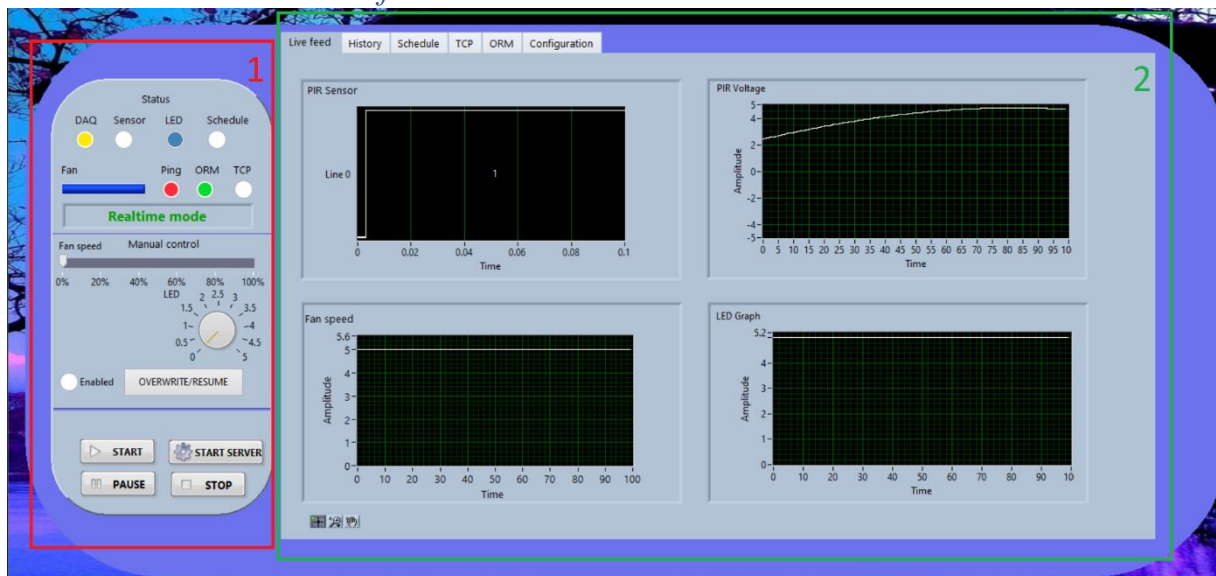 1
Status
DAQ Sensor LED Schedule
Fan Ping ORM TCP
Realtime mode
Fan speed Manual control
0% 20% 40% 60% 80% 100%
LED
0 0.5 1 1.5 2 2.5 3 3.5 4 4.5 5
Enabled OVERWRITE/RESUME
START START SERVER
PAUSE STOP
2
Live feed History Schedule TCP ORM Configuration
PIR Sensor
Line 0
1
0 0.02 0.04 0.06 0.08 0.1
Time
PIR Voltage
5
4
2
0
-2
-4
-5
Amplitude
0 5 10 15 20 25 30 35 40 45 50 55 60 65 70 75 80 85 90 95 10
Time
Fan speed
5.6
5
4
3
2
1
0
Amplitude
0 10 20 30 40 50 60 70 80 90 100
Time
LED Graph
5.2
4
3
2
1
0
Amplitude
0 10 20 30 40 50 60 70 80 90 10
Time